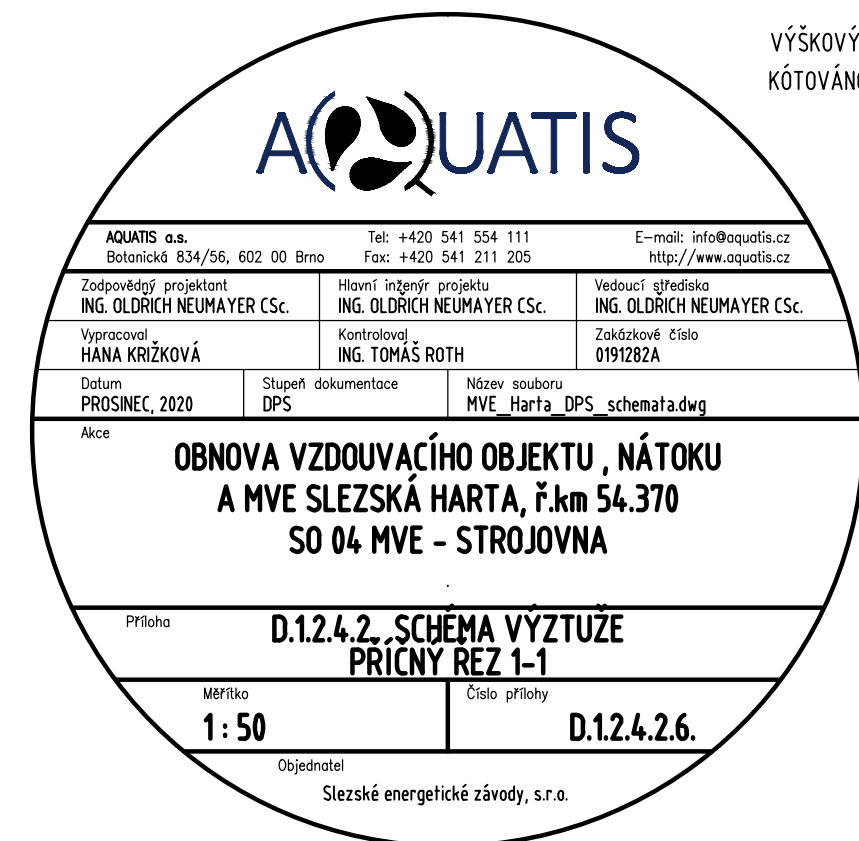 VÝŠKOVÝ
KÓTOVÁNO
AQUATIS
AQUATIS a.s. Tel: +420 541 554 111 E-mail: info@aquatis.cz
Botanická 834/56, 602 00 Brno Fax: +420 541 211 205 http://www.aquatis.cz
Zodpovědný projektant Hlavní inženýr projektu Vedoucí střediska
ING. OLDŘICH NEUMAYER CSc. ING. OLDŘICH NEUMAYER CSc. ING. OLDŘICH NEUMAYER CSc.
Vypracoval Kontroloval Zakázkové číslo
HANA KRIŽKOVÁ ING. TOMÁŠ ROTH 0191282A
Datum Stupeň dokumentace Název souboru
PROSINEC, 2020 DPS MVE_Harta_DPS_schemata.dwg
Akce
OBNOVA VZDOUVACÍHO OBJEKTU , NÁTOKU
A MVE SLEZSKÁ HARTA, ř.km 54.370
SO 04 MVE - STROJOVNA
Příloha D.1.2.4.2. SCHÉMA VÝZTUŽE
PŘÍČNÝ ŘEZ 1-1
Měřítko Číslo přílohy
1 : 50 D.1.2.4.2.6.
Objednatel
Slezské energetické závody, s.r.o.